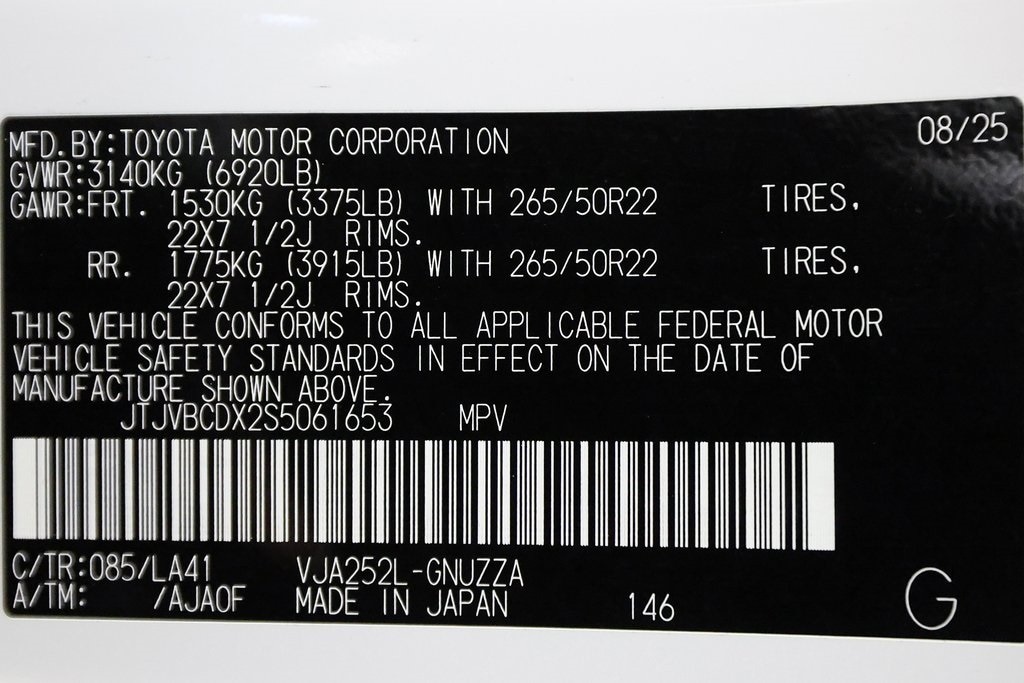 MFD.BY:TOYOTA MOTOR CORPORATION 08/25
GVWR:3140KG (6920LB)
GAWR:FRT. 1530KG (3375LB) WITH 265/50R22 TIRES,
22X7 1/2J RIMS.
RR. 1775KG (3915LB) WITH 265/50R22 TIRES,
22X7 1/2J RIMS.
THIS VEHICLE CONFORMS TO ALL APPLICABLE FEDERAL MOTOR
VEHICLE SAFETY STANDARDS IN EFFECT ON THE DATE OF
MANUFACTURE SHOWN ABOVE.
JTJVBCDX2S5061653 MPV
C/TR:085/LA41 VJA252L-GNUZZA
A/TM: /AJA0F MADE IN JAPAN 146
G